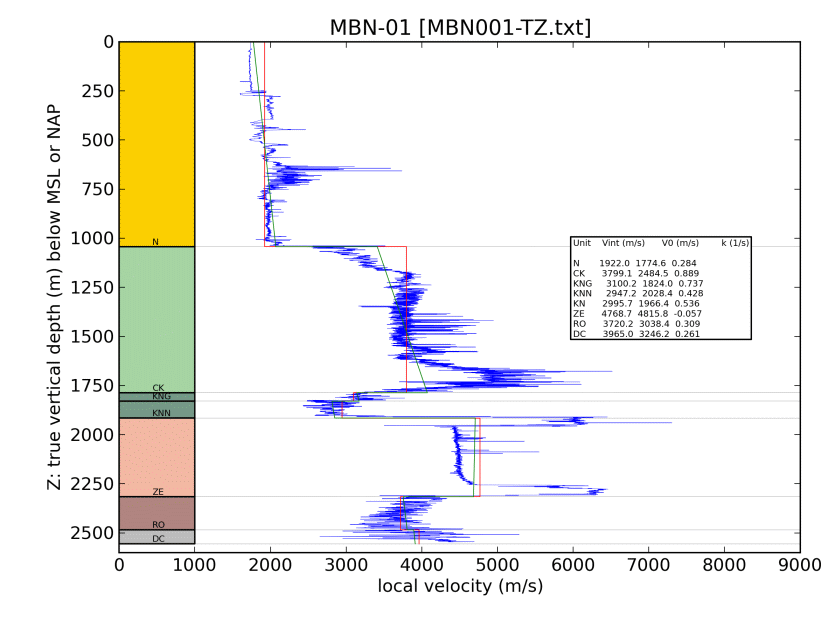 MBN-01 [MBN001-TZ.txt]
Z: true vertical depth (m) below MSL or NAP
0
250
500
750
1000
1250
1500
1750
2000
2250
2500
N
CK
KNG
KNN
ZE
RO
DC
Unit Vint (m/s) V0 (m/s) k (1/s)
N 1922.0 1774.6 0.284
CK 3799.1 2484.5 0.889
KNG 3100.2 1824.0 0.737
KNN 2947.2 2028.4 0.428
KN 2995.7 1966.4 0.536
ZE 4768.7 4815.8 -0.057
RO 3720.2 3038.4 0.309
DC 3965.0 3246.2 0.261
0 1000 2000 3000 4000 5000 6000 7000 8000 9000
local velocity (m/s)